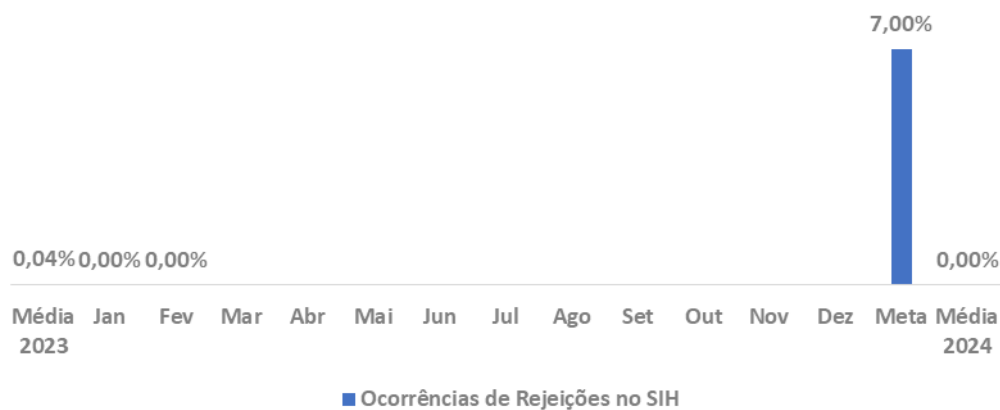 7,00%
0,04% 0,00% 0,00% 0,00%
Média Jan Fev Mar Abr Mai Jun Jul Ago Set Out Nov Dez Meta Média
2023 2024
Ocorrências de Rejeições no SIH